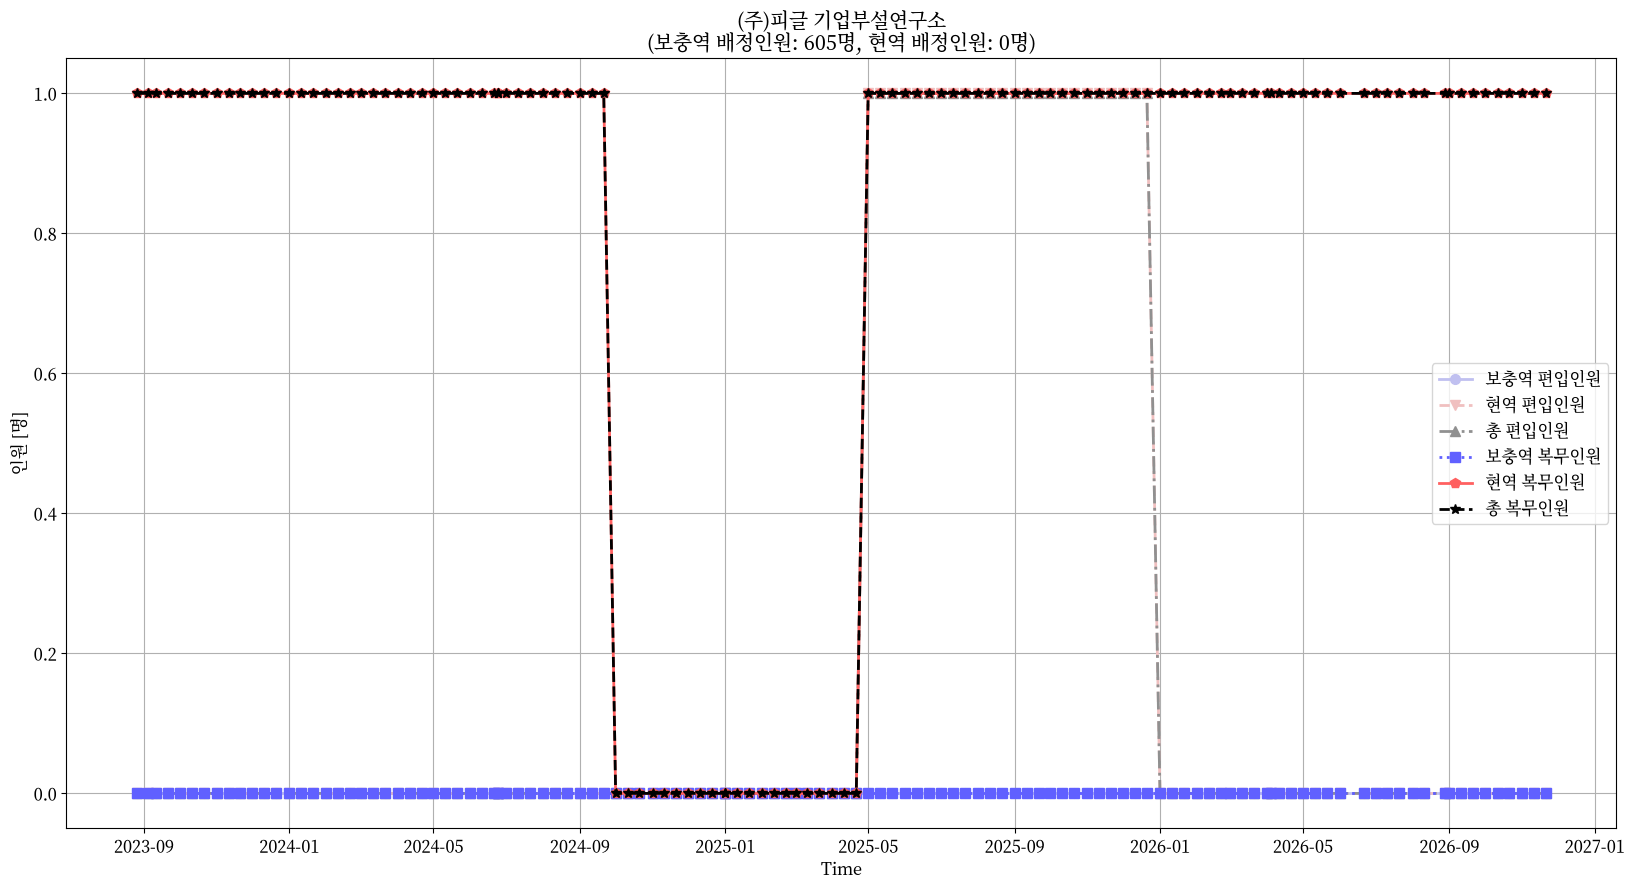 (주)피글 기업부설연구소
(보충역 배정인원: 605명, 현역 배정인원: 0명)
인원 [명]
1.0
0.8
0.6
0.4
0.2
0.0
보충역 편입인원
현역 편입인원
총 편입인원
보충역 복무인원
현역 복무인원
총 복무인원
2023-09
2024-01
2024-05
2024-09
2025-01
2025-05
2025-09
2026-01
2026-05
2026-09
2027-01
Time